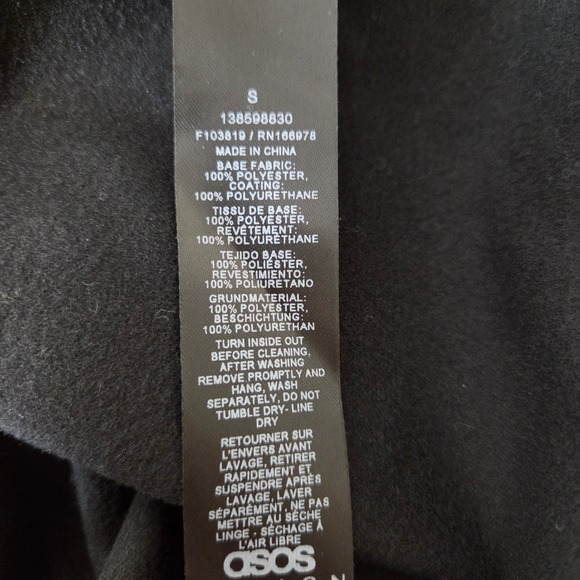 S
138598830
F103819 / RN166978
MADE IN CHINA
BASE FABRIC:
100% POLYESTER,
COATING:
100% POLYURETHANE
TISSU DE BASE:
100% POLYESTER,
REVÊTEMENT:
100% POLYURÉTHANE
TEJIDO BASE:
100% POLIÉSTER,
REVESTIMIENTO:
100% POLIURETANO
GRUNDMATERIAL:
100% POLYESTER,
BESCHICHTUNG:
100% POLYURETHAN
TURN INSIDE OUT
BEFORE CLEANING,
AFTER WASHING
REMOVE PROMPTLY AND
HANG, WASH
SEPARATELY, DO NOT
TUMBLE DRY- LINE
DRY
RETOURNER SUR
L'ENVERS AVANT
LAVAGE, RETIRER
RAPIDEMENT ET
SUSPENDRE APRÈS
LAVAGE, LAVER
SÉPARÉMENT, NE PAS
METTRE AU SÈCHE
LINGE - SÉCHAGE À
L'AIR LIBRE
asos